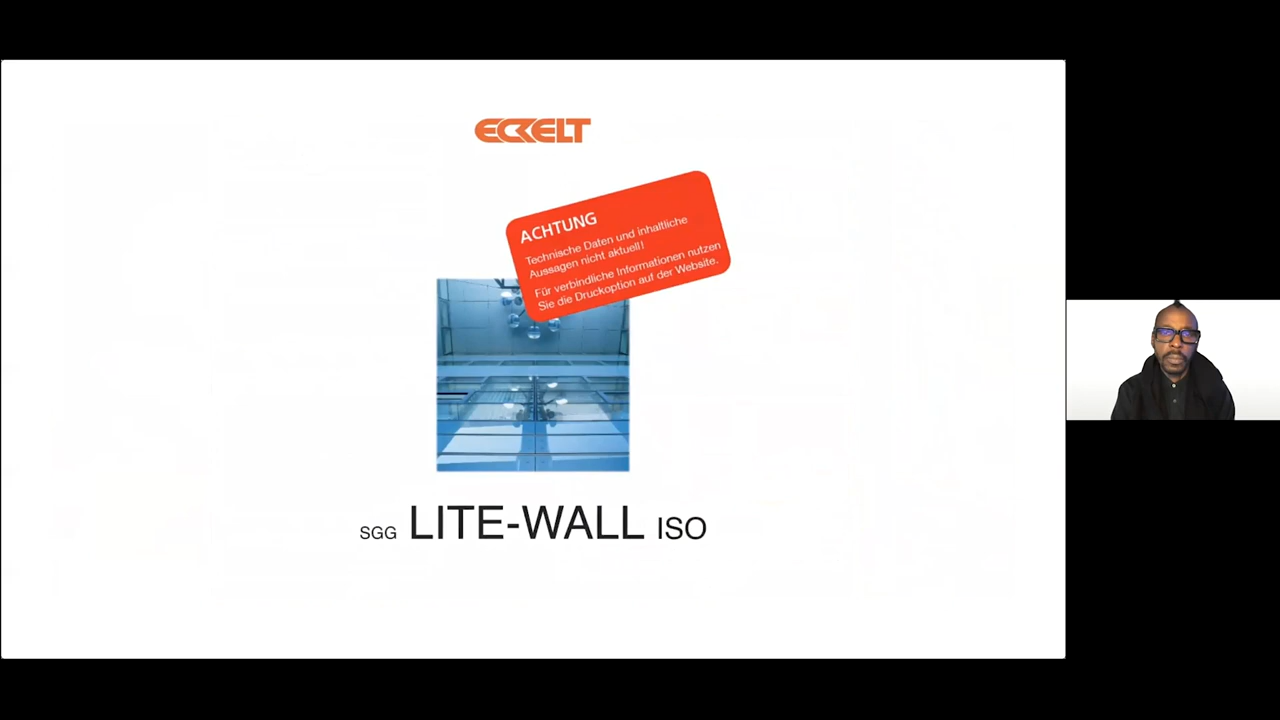 ECKELT
ACHTUNG
Technische Daten und inhaltliche
Aussagen nicht aktuell!
Für verbindliche Informationen nutzen
Sie die Druckoption auf der Website.
SGG LITE-WALL ISO